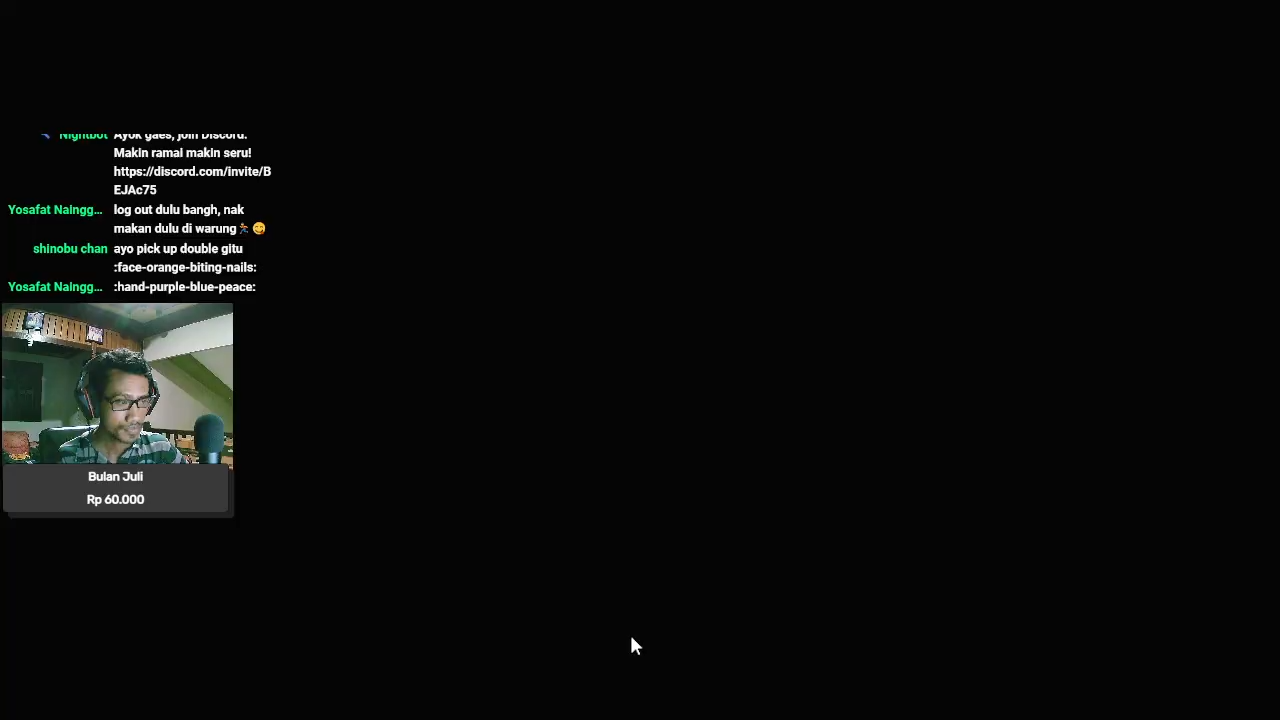 Nightbot Ayok gaes, join Discord.
Makin ramai makin seru!
https://discord.com/invite/B
EJAc75
Yosafat Naingg... log out dulu bangh, nak
makan dulu di warung🏃😋
shinobu chan ayo pick up double gitu
:face-orange-biting-nails:
Yosafat Naingg... :hand-purple-blue-peace:
Bulan Juli
Rp 60.000